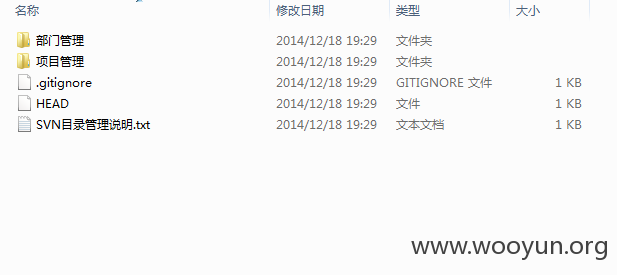 名称 修改日期 类型 大小
部门管理 2014/12/18 19:29 文件夹
项目管理 2014/12/18 19:29 文件夹
.gitignore 2014/12/18 19:29 GITIGNORE 文件 1 KB
HEAD 2014/12/18 19:29 文件 1 KB
SVN目录管理说明.txt 2014/12/18 19:29 文本文档 1 KB
www.wooyun.org